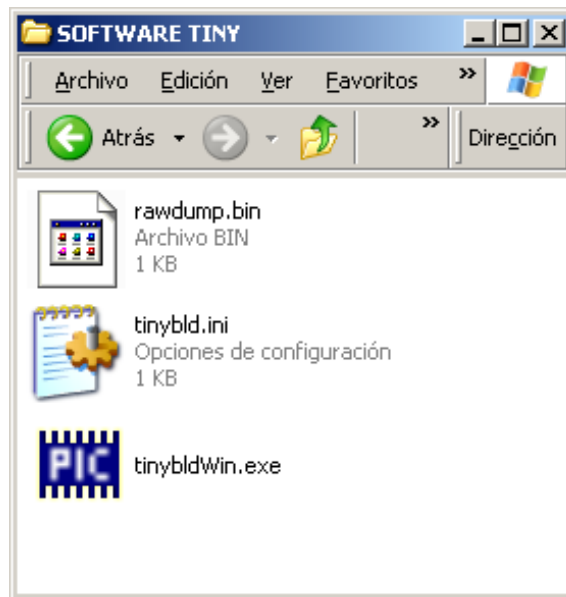 SOFTWARE TINY
Archivo Edición Ver Favoritos »
Atrás » Dirección
rawdump.bin
Archivo BIN
1 KB
tinybld.ini
Opciones de configuración
1 KB
PIC
tinybldWin.exe